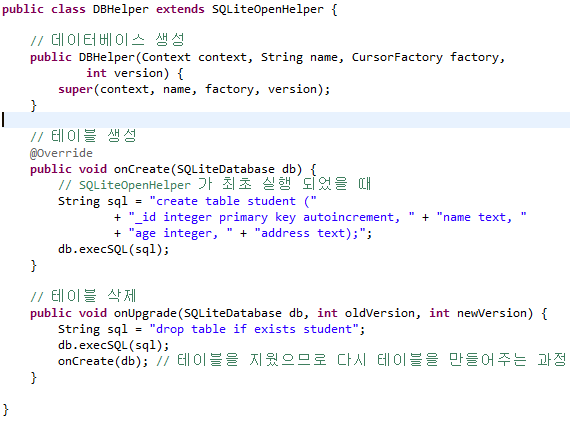 public class DBHelper extends SQLiteOpenHelper {
// 데이터베이스 생성
public DBHelper(Context context, String name, CursorFactory factory,
int version) {
super(context, name, factory, version);
}
// 테이블 생성
@Override
public void onCreate(SQLiteDatabase db) {
// SQLiteOpenHelper 가 최초 실행 되었을 때
String sql = "create table student ("
+ "_id integer primary key autoincrement, " + "name text, "
+ "age integer, " + "address text);";
db.execSQL(sql);
}
// 테이블 삭제
public void onUpgrade(SQLiteDatabase db, int oldVersion, int newVersion) {
String sql = "drop table if exists student";
db.execSQL(sql);
onCreate(db); // 테이블을 지웠으므로 다시 테이블을 만들어주는 과정
}
}